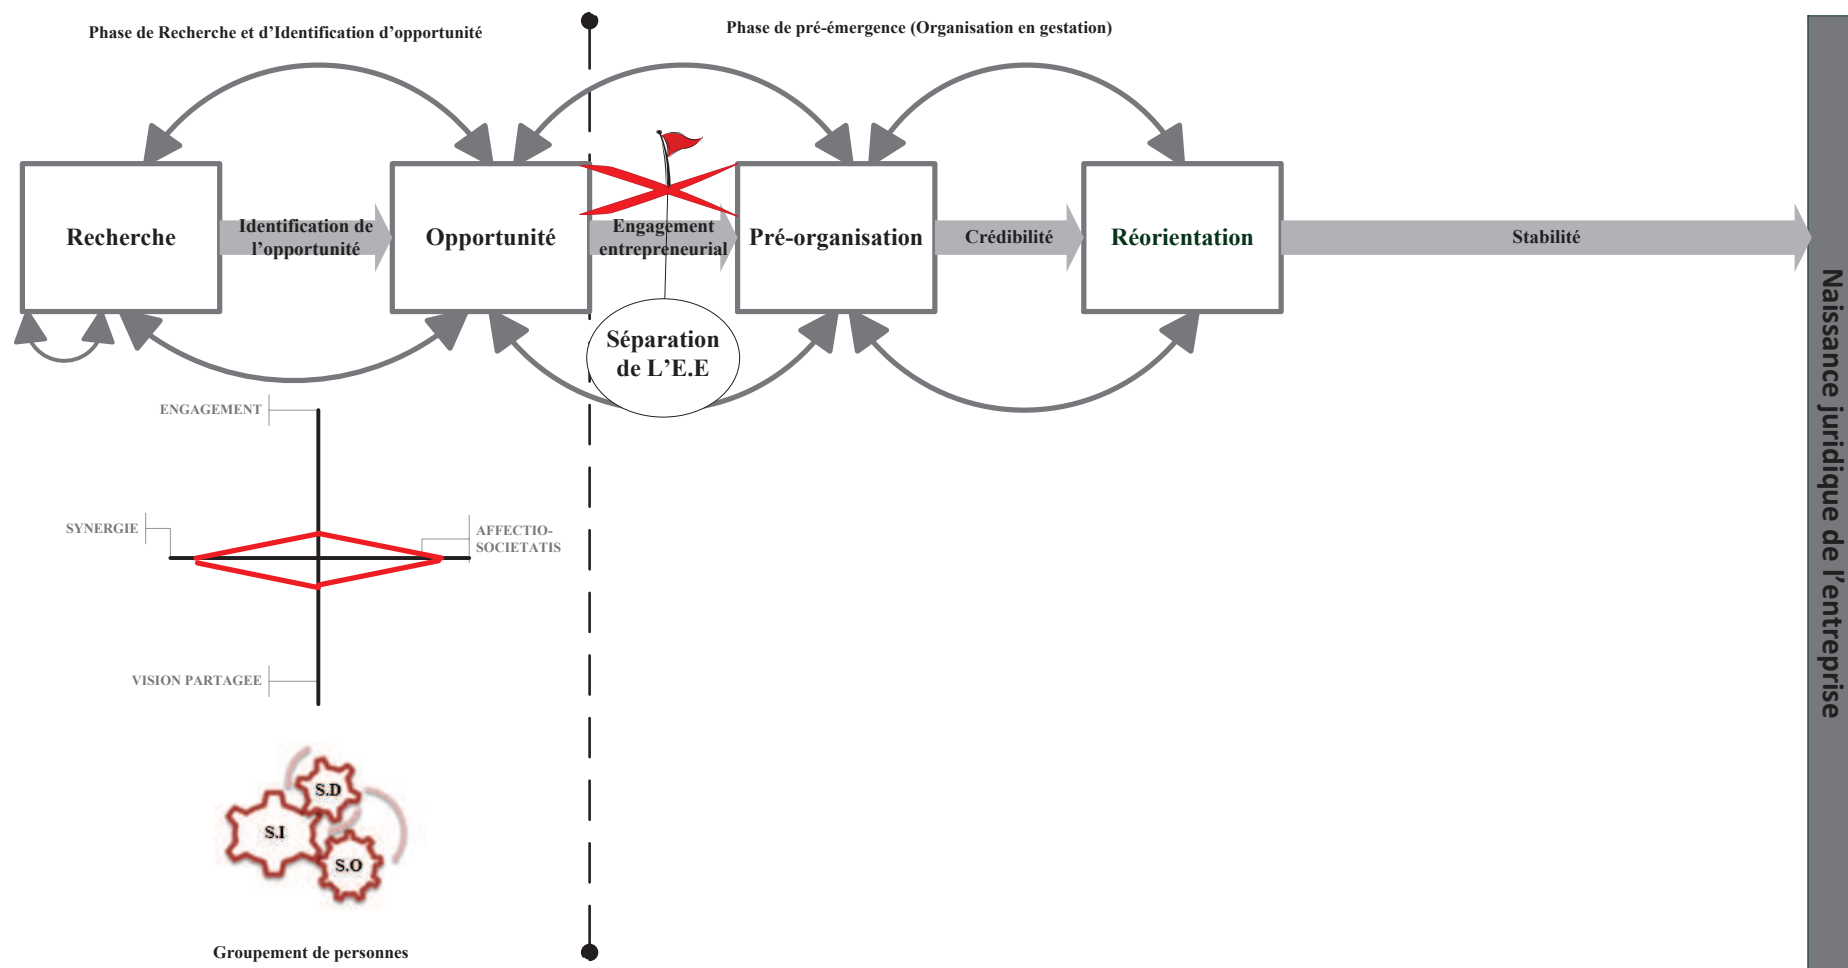 Phase de Recherche et d’Identification d’opportunité
Phase de pré-émergence (Organisation en gestation)
Recherche
Identification de
l’opportunité
Opportunité
Engagement
entrepreneurial
Pré-organisation
Crédibilité
Réorientation
Stabilité
Naissance juridique de l’entreprise
Séparation
de L’E.E
ENGAGEMENT
SYNERGIE
AFFECTIO-
SOCIETATIS
VISION PARTAGEE
S.D
S.I
S.O
Groupement de personnes